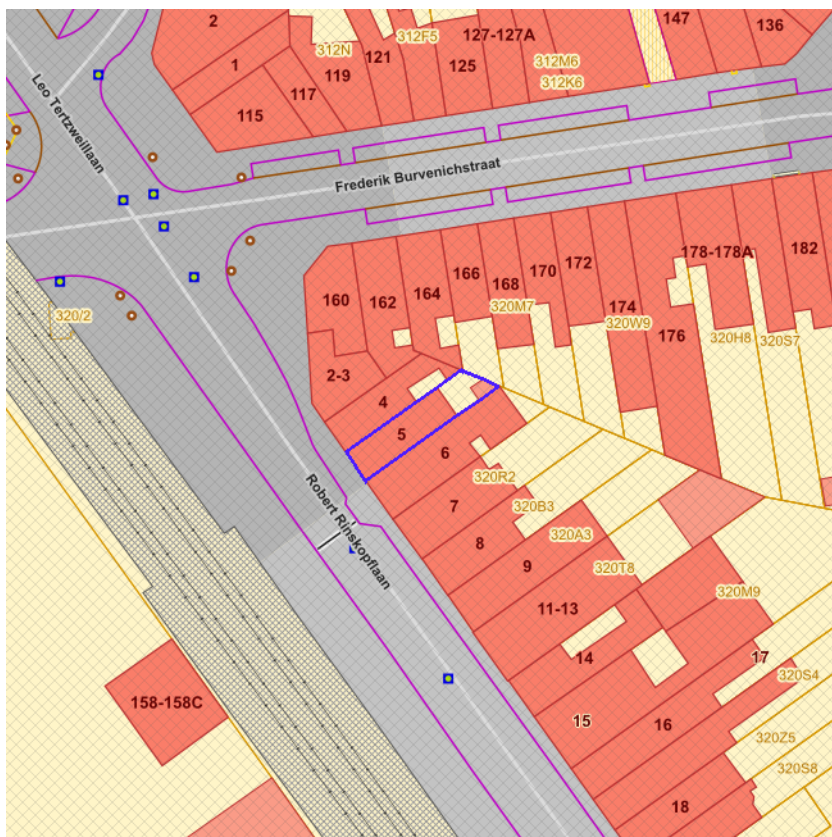 2
147
136
312N
312F5
127-127A
121
312M6
1
119
125
312K6
117
115
Leo Tertzweillaan
Frederik Burvenichstraat
178-178A
182
172
170
166
168
164
162
160
174
176
320M7
320W9
320H8
320S7
320/2
2-3
4
5
6
320R2
7
320B3
8
320A3
9
320T8
Robert Rinskopflaan
11-13
320M9
14
17
320S4
158-158C
15
16
320Z5
320S8
18